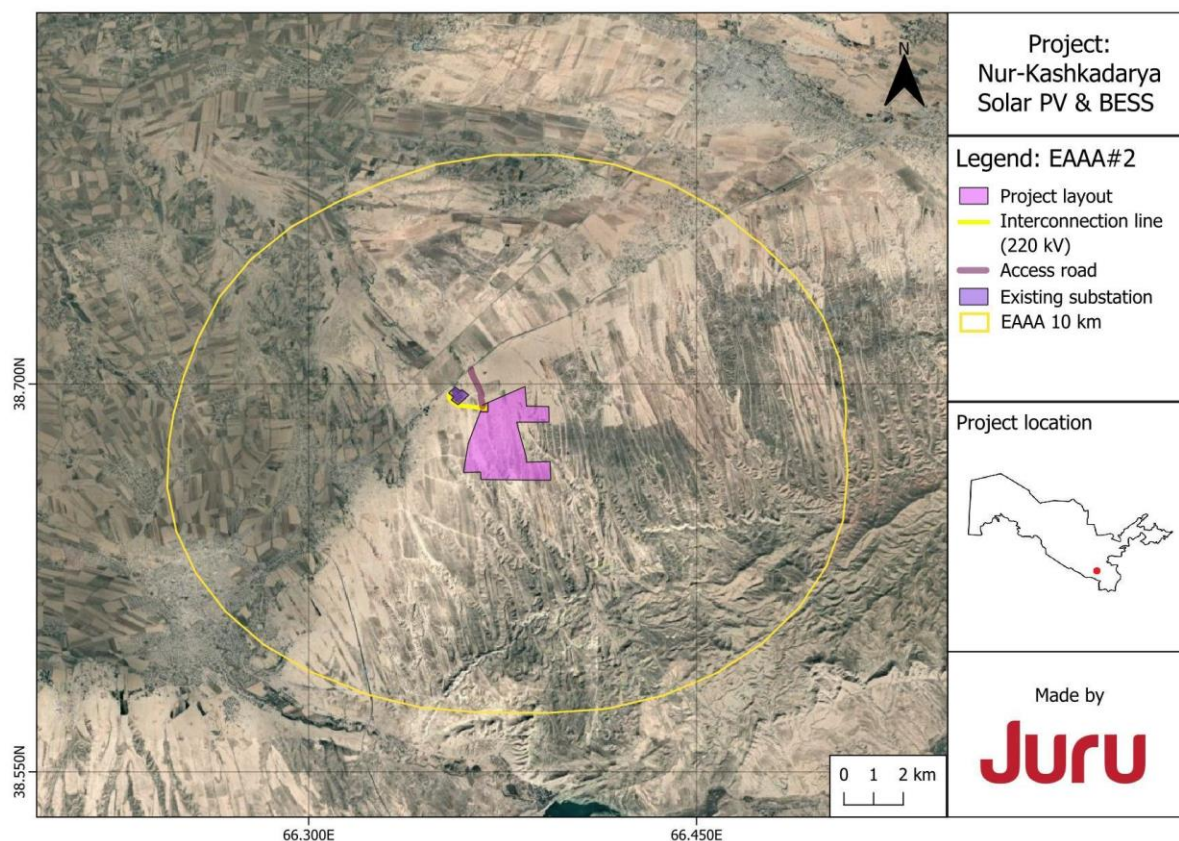 N
Project:
Nur-Kashkadarya
Solar PV & BESS
Legend: EAAA#2
Project layout
Interconnection line
(220 kV)
Access road
Existing substation
EAAA 10 km
Project location
Made by
Juru
0 1 2 km
38.700N
38.550N
66.300E
66.450E